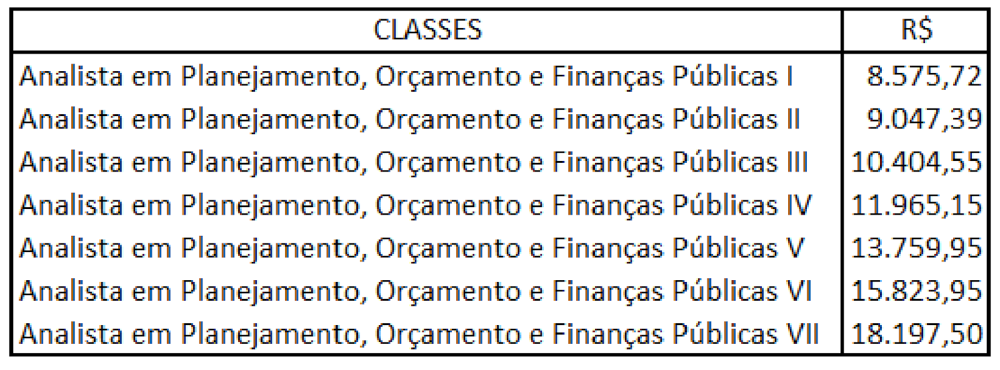 CLASSES R$
Analista em Planejamento, Orçamento e Finanças Públicas I 8.575,72
Analista em Planejamento, Orçamento e Finanças Públicas II 9.047,39
Analista em Planejamento, Orçamento e Finanças Públicas III 10.404,55
Analista em Planejamento, Orçamento e Finanças Públicas IV 11.965,15
Analista em Planejamento, Orçamento e Finanças Públicas V 13.759,95
Analista em Planejamento, Orçamento e Finanças Públicas VI 15.823,95
Analista em Planejamento, Orçamento e Finanças Públicas VII 18.197,50